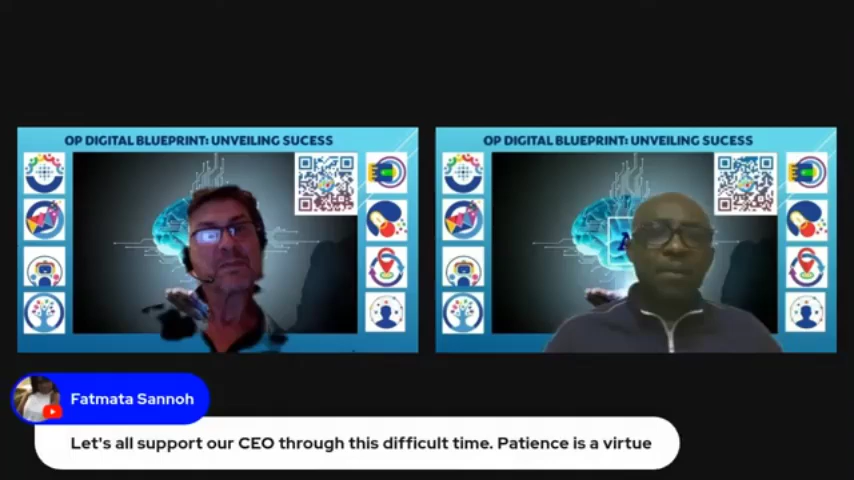 OP DIGITAL BLUEPRINT: UNVEILING SUCESS
OP DIGITAL BLUEPRINT: UNVEILING SUCESS
A
Fatmata Sannoh
Let's all support our CEO through this difficult time. Patience is a virtue